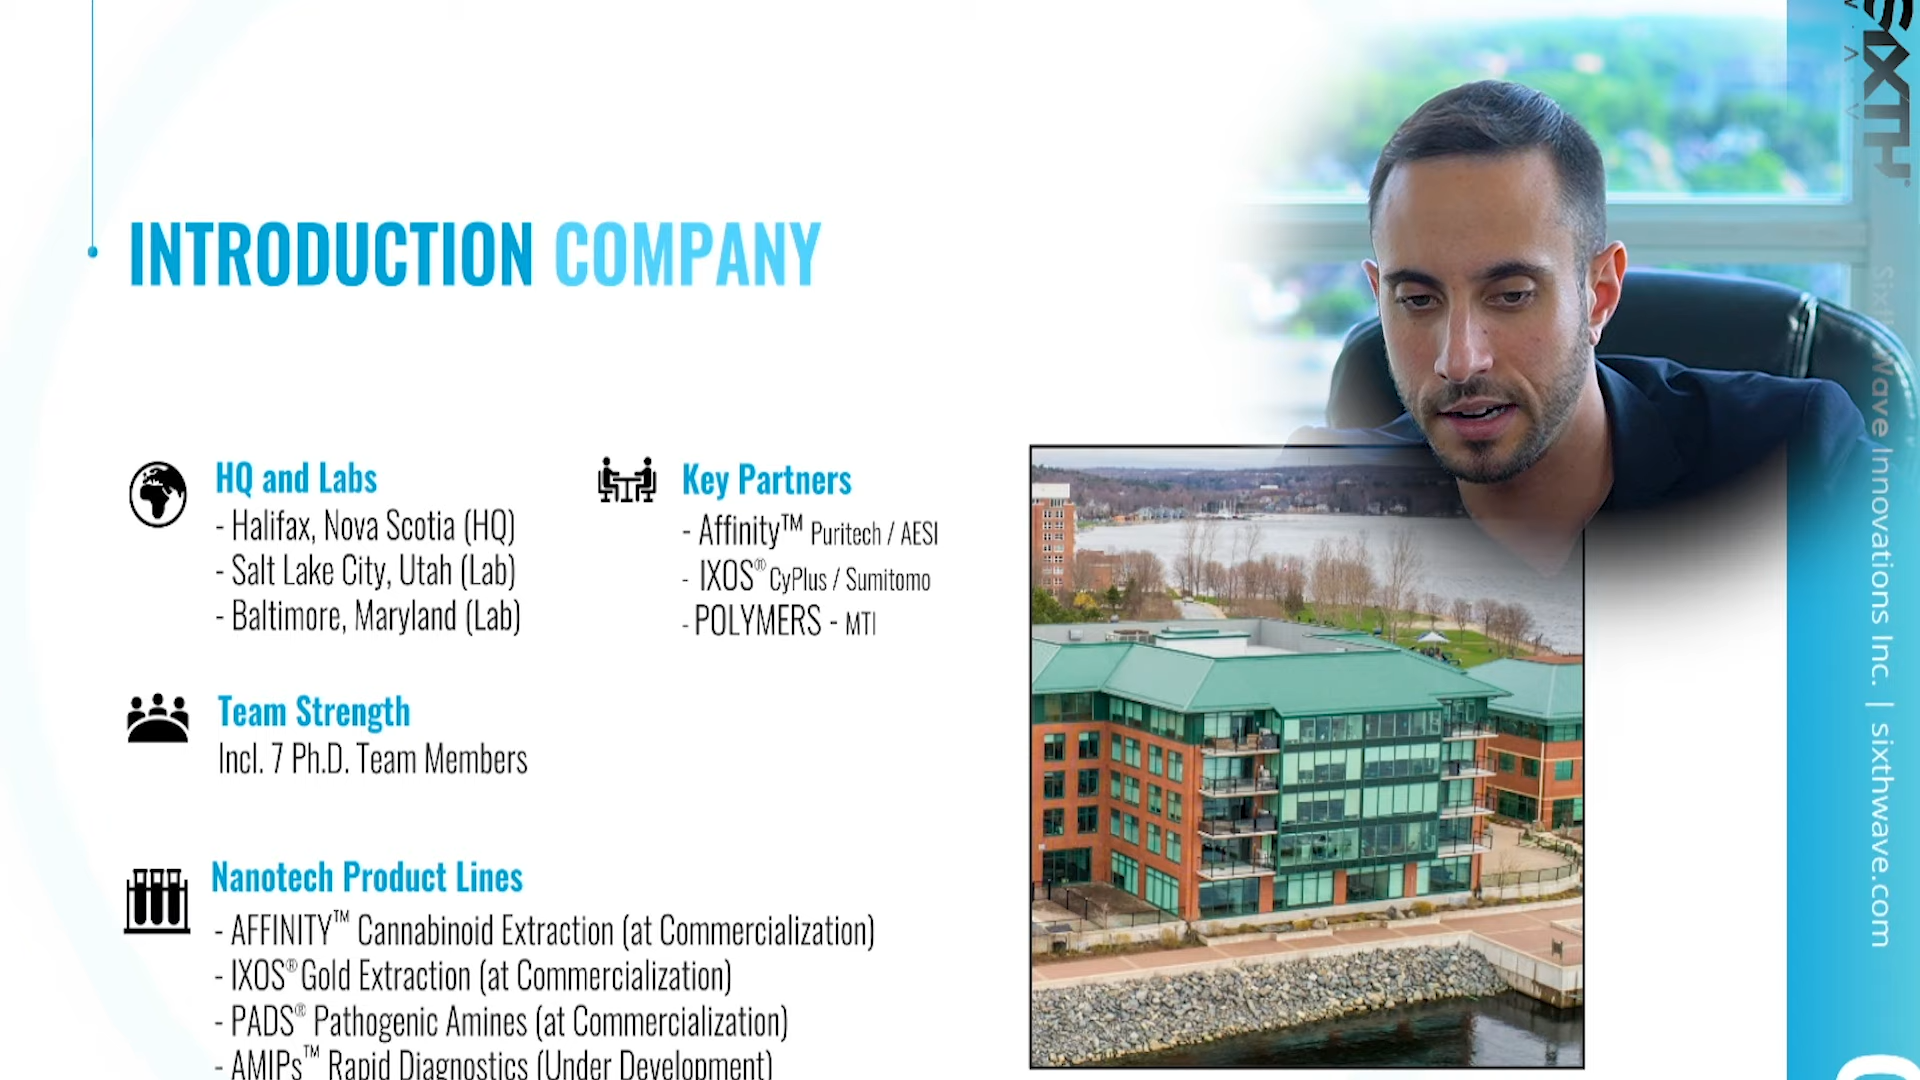 INTRODUCTION COMPANY
HQ and Labs
- Halifax, Nova Scotia (HQ)
- Salt Lake City, Utah (Lab)
- Baltimore, Maryland (Lab)
Key Partners
- Affinity™ Puritech / AESI
- IXOS® CyPlus / Sumitomo
- POLYMERS - MTI
Team Strength
Incl. 7 Ph.D. Team Members
Nanotech Product Lines
- AFFINITY™ Cannabinoid Extraction (at Commercialization)
- IXOS® Gold Extraction (at Commercialization)
- PADS® Pathogenic Amines (at Commercialization)
- AMIPs™ Rapid Diagnostics (Under Development)
SIXTH
Sixth Wave Innovations Inc. | sixthwave.com